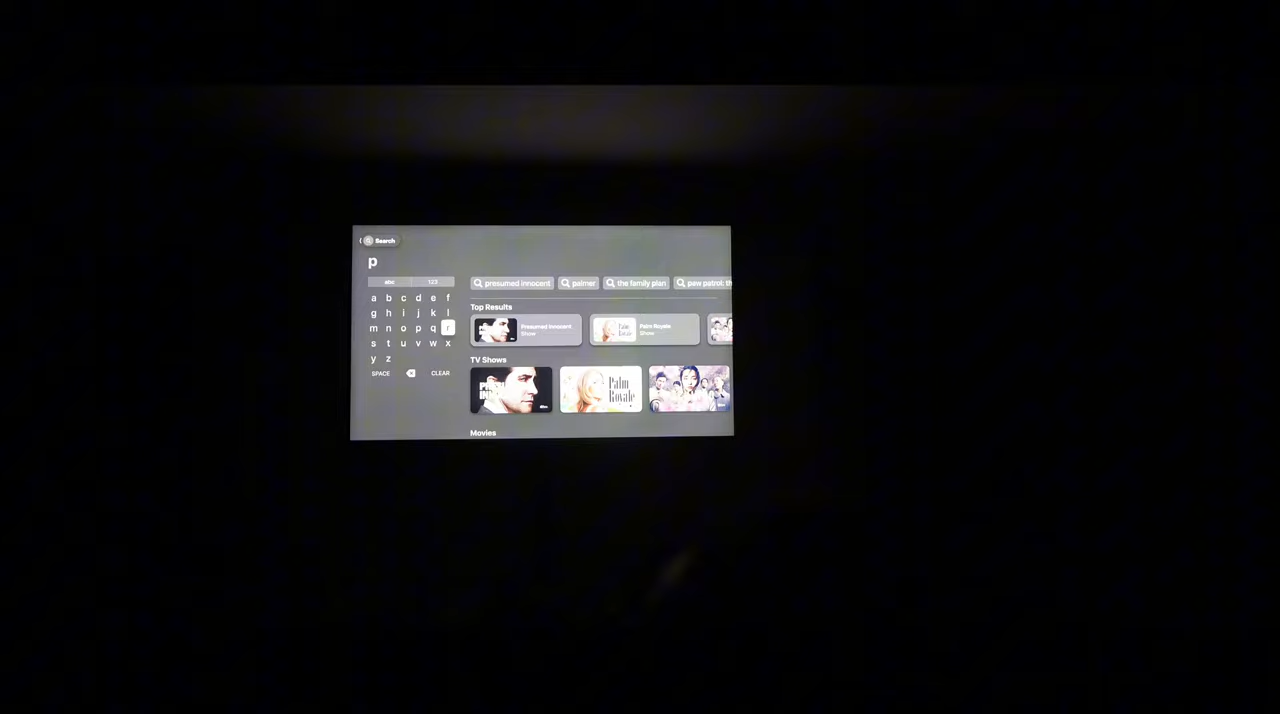 Search
p
abc 123
presumed innocent palmer the family plan paw patrol: th
a b c d e f
g h i j k l
m n o p q r
s t u v w x
y z
SPACE CLEAR
Top Results
Presumed Innocent
Show
Palm Royale
Show
TV Shows
Palm
Royale
Movies